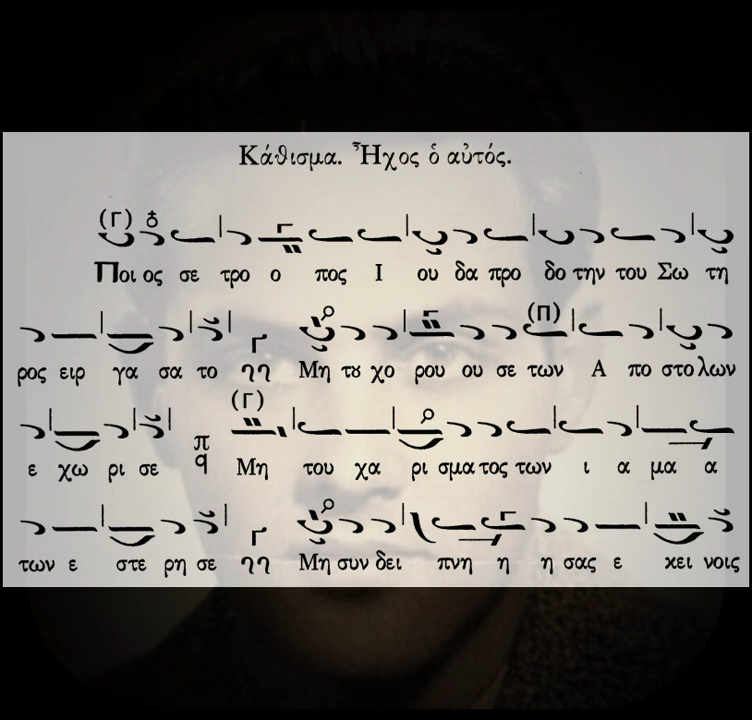 Κάθισμα. Ἦχος ὁ αὐτός.
(Γ)
Ποι ος σε τρο ο πος Ι ου δα προ δο την του Σω τη
(Π)
ρος ειρ γα σα το Μη τȣ χο ρου ου σε των Α πο στο λων
(Γ)
ε χω ρι σε π q Μη του χα ρι σμα τος των ι α μα α
των ε στε ρη σε Μη συν δει πνη η η σας ε κει νοις